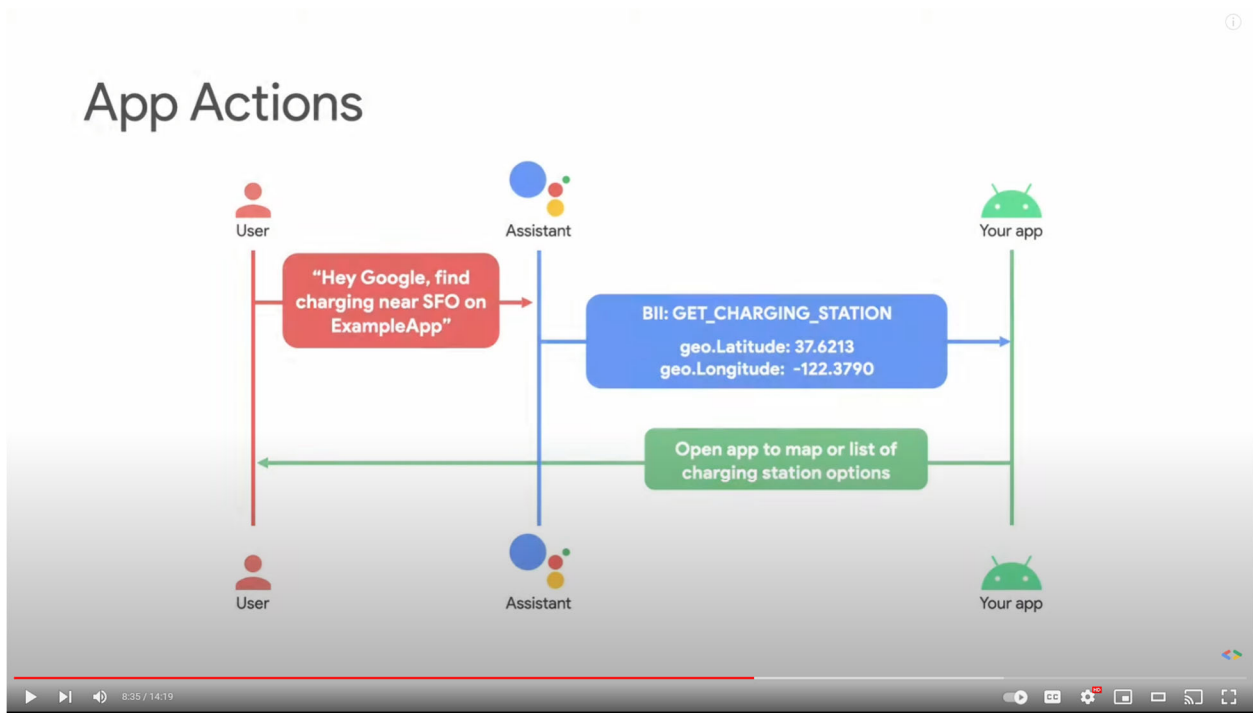 App Actions
User
Assistant
Your app
“Hey Google, find
charging near SFO on
ExampleApp”
BII: GET_CHARGING_STATION
geo.Latitude: 37.6213
geo.Longitude: -122.3790
Open app to map or list of
charging station options
User
Assistant
Your app
8:35 / 14:19
CC
HD